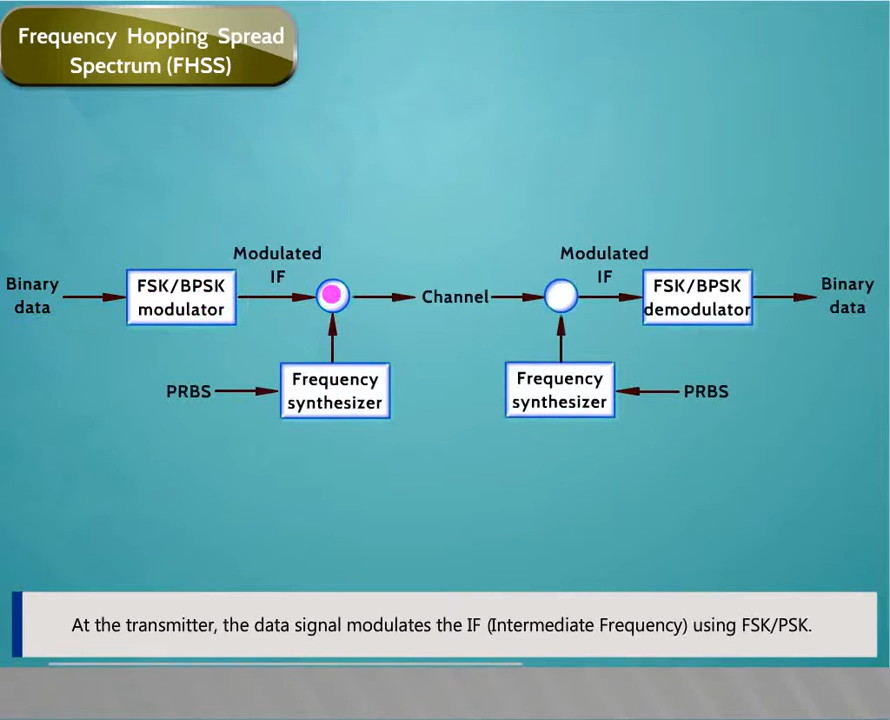 Frequency Hopping Spread
Spectrum (FHSS)
Modulated
IF
Modulated
IF
Binary
data
FSK/BPSK
modulator
Channel
FSK/BPSK
demodulator
Binary
data
PRBS
Frequency
synthesizer
Frequency
synthesizer
PRBS
At the transmitter, the data signal modulates the IF (Intermediate Frequency) using FSK/PSK.